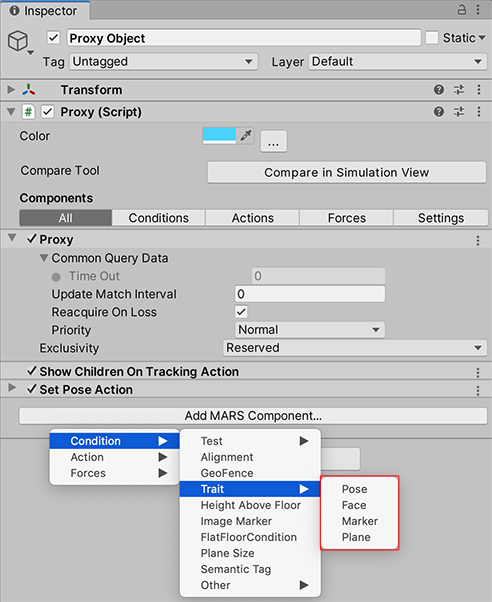 Inspector
Proxy Object Static
Tag Untagged Layer Default
Transform
Proxy (Script)
Color ...
Compare Tool Compare in Simulation View
Components
All Conditions Actions Forces Settings
Proxy
Common Query Data
Time Out 0
Update Match Interval 0
Reacquire On Loss
Priority Normal
Exclusivity Reserved
Show Children On Tracking Action
Set Pose Action
Add MARS Component...
Condition Test
Action Alignment
Forces GeoFence
Trait Pose
Height Above Floor Face
Image Marker Marker
FlatFloorCondition Plane
Plane Size
Semantic Tag
Other